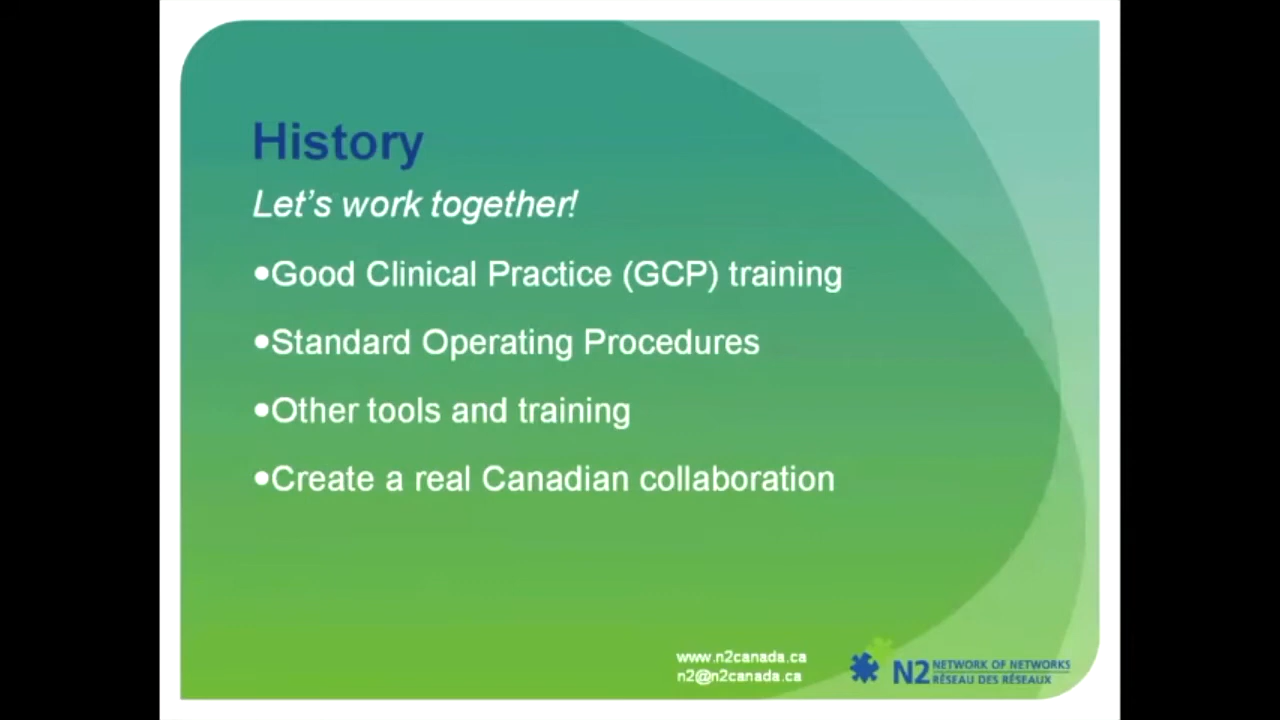 History
Let's work together!
•Good Clinical Practice (GCP) training
•Standard Operating Procedures
•Other tools and training
•Create a real Canadian collaboration
www.n2canada.ca
n2@n2canada.ca
N2 NETWORK OF NETWORKS
RÉSEAU DES RÉSEAUX